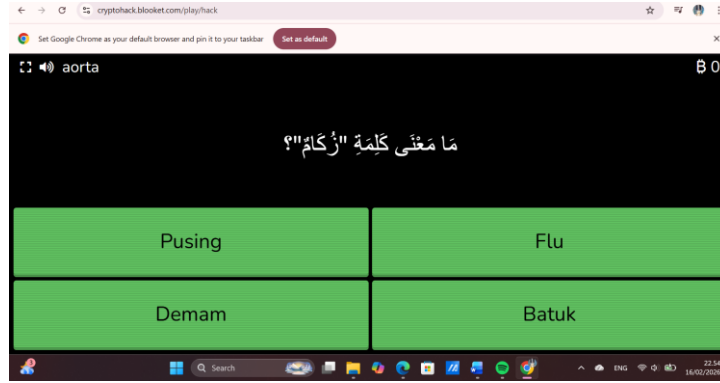 cryptohack.blooket.com/play/hack
Set Google Chrome as your default browser and pin it to your taskbar Set as default
aorta ₿ 0
مَا مَعْنَى كَلِمَةِ "زُكَامٌ"؟
Pusing Flu
Demam Batuk
Search ENG 22.54
16/02/2026